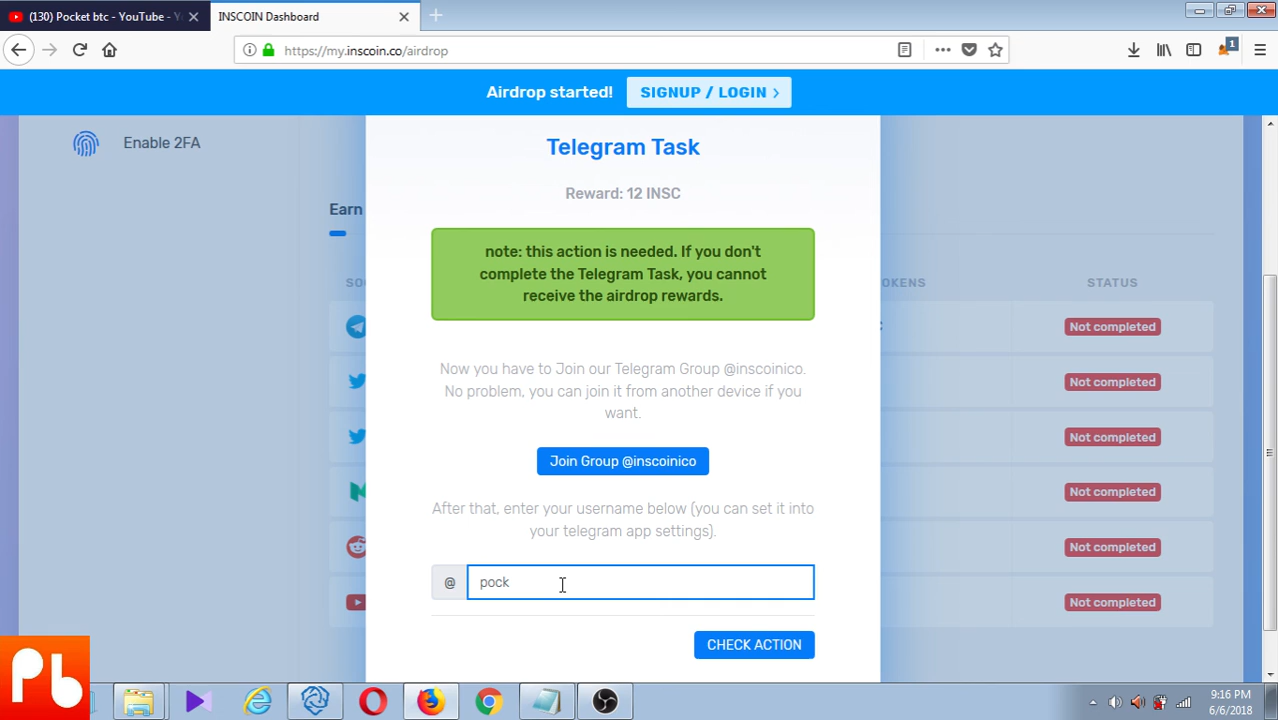 (130) Pocket btc - YouTube - Y
INSCOIN Dashboard
https://my.inscoin.co/airdrop
1
Airdrop started!
SIGNUP / LOGIN >
Enable 2FA
Telegram Task
Reward: 12 INSC
Earn
note: this action is needed. If you don't
complete the Telegram Task, you cannot
receive the airdrop rewards.
SO
OKENS
STATUS
Not completed
Now you have to Join our Telegram Group @inscoinico.
No problem, you can join it from another device if you
want.
Not completed
Not completed
Join Group @inscoinico
Not completed
After that, enter your username below (you can set it into
your telegram app settings).
Not completed
@ pock
Not completed
CHECK ACTION
Pb
9:16 PM
6/6/2018